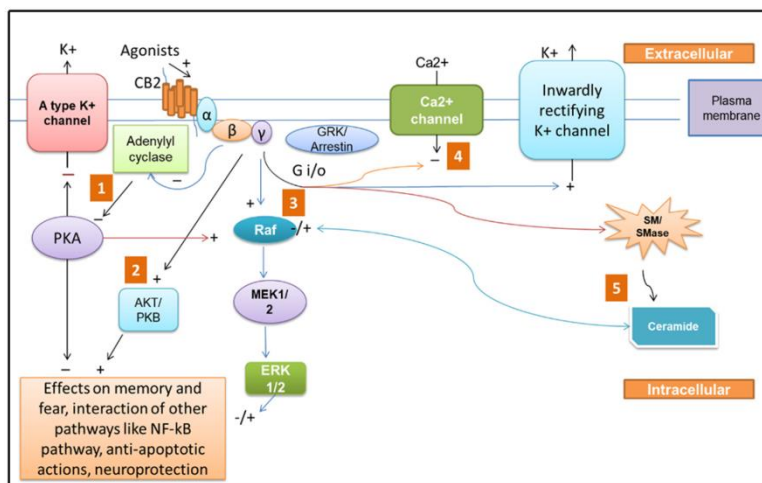 K+
Agonists
+
CB2
Ca2+
K+
Extracellular
A type K+
channel
α
β
γ
GRK/
Arrestin
Ca2+
channel
Inwardly
rectifying
K+ channel
Plasma
membrane
Adenylyl
cyclase
−
−
4
G i/o
+
1
−
−
3
+
PKA
+
Raf
-/+
SM/
SMase
2
+
5
AKT/
PKB
MEK1/
2
Ceramide
−
+
ERK
1/2
Intracellular
-/+
Effects on memory and
fear, interaction of other
pathways like NF-kB
pathway, anti-apoptotic
actions, neuroprotection